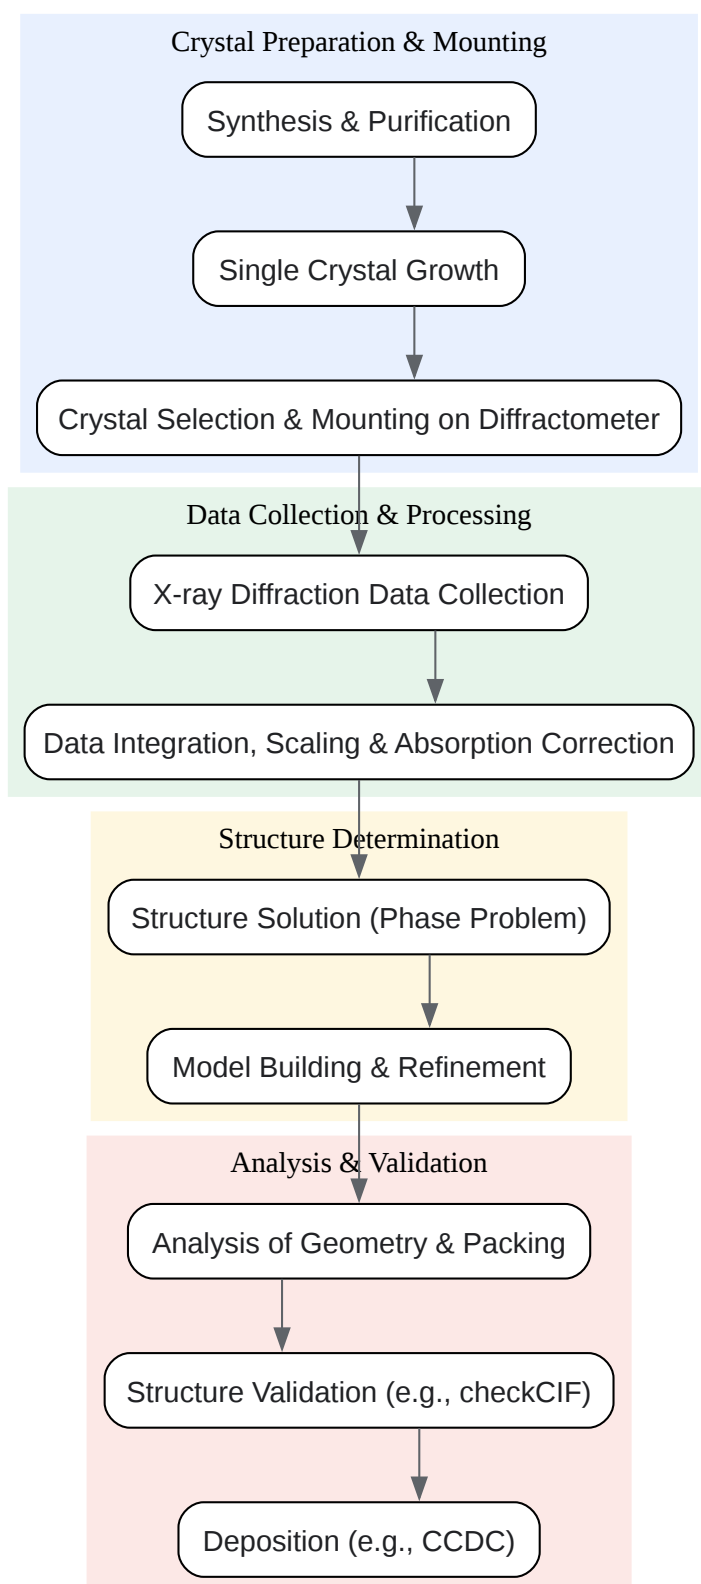 Crystal Preparation & Mounting
Synthesis & Purification
Single Crystal Growth
Crystal Selection & Mounting on Diffractometer
Data Collection & Processing
X-ray Diffraction Data Collection
Data Integration, Scaling & Absorption Correction
Structure Determination
Structure Solution (Phase Problem)
Model Building & Refinement
Analysis & Validation
Analysis of Geometry & Packing
Structure Validation (e.g., checkCIF)
Deposition (e.g., CCDC)